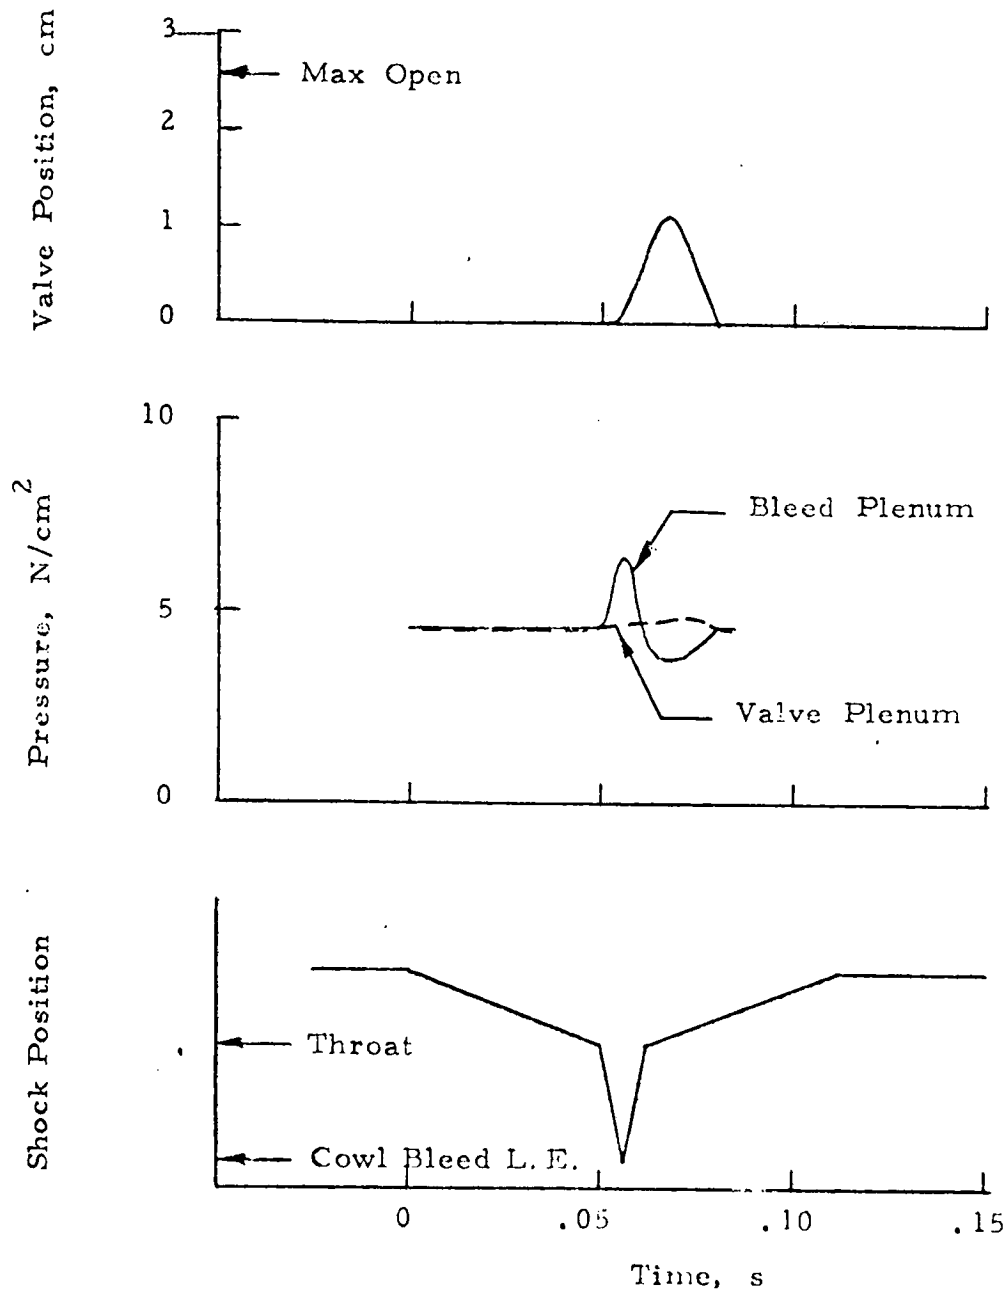 Valve Position, cm
3
Max Open
2
1
0
Pressure, N/cm²
10
Bleed Plenum
5
Valve Plenum
0
Shock Position
Throat
Cowl Bleed L.E.
0 .05 .10 .15
Time, s